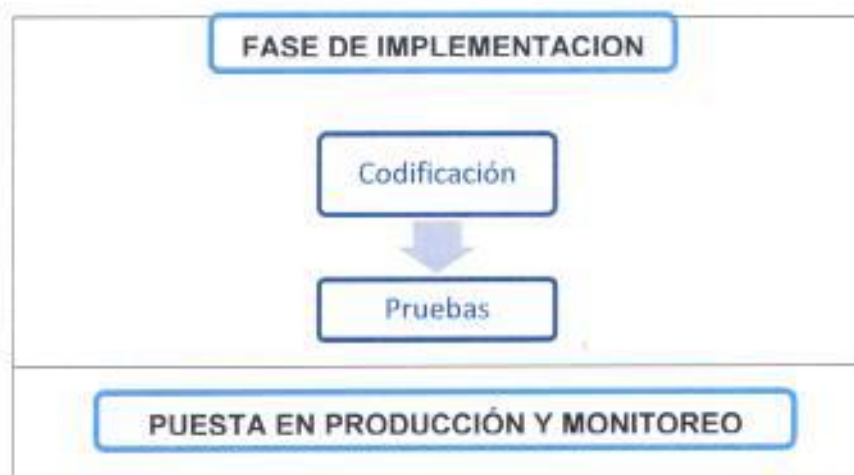 FASE DE IMPLEMENTACION
Codificación
Pruebas
PUESTA EN PRODUCCIÓN Y MONITOREO